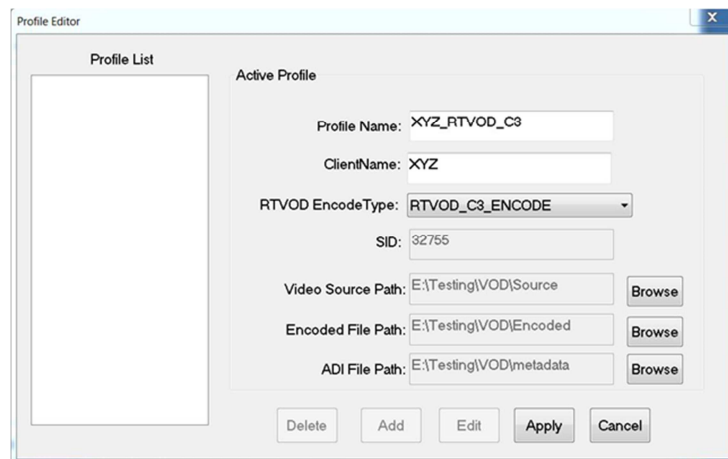 Profile Editor
X
Profile List
Active Profile
Profile Name: XYZ_RTVOD_C3
ClientName: XYZ
RTVOD EncodeType: RTVOD_C3_ENCODE
SID: 32755
Video Source Path: E:\Testing\VOD\Source Browse
Encoded File Path: E:\Testing\VOD\Encoded Browse
ADI File Path: E:\Testing\VOD\metadata Browse
Delete Add Edit Apply Cancel